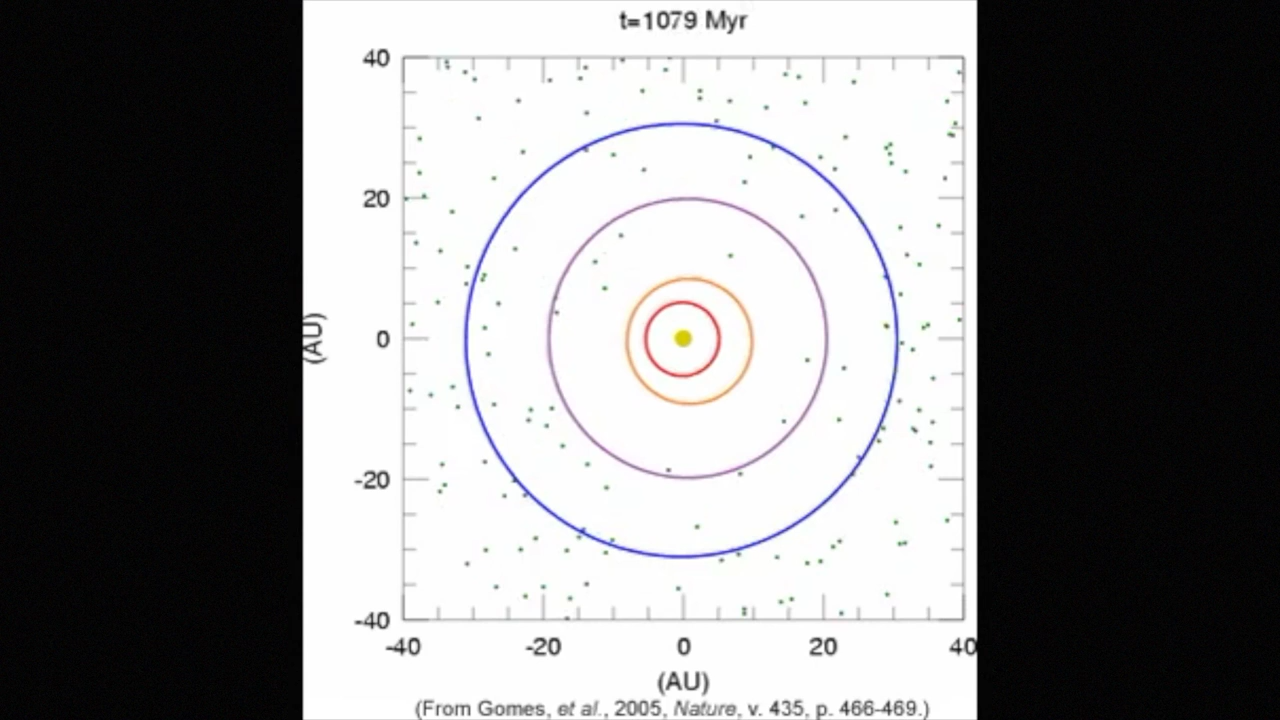 t=1079 Myr
40
20
0
-20
-40
(AU)
-40 -20 0 20 40
(AU)
(From Gomes, et al., 2005, Nature, v. 435, p. 466-469.)